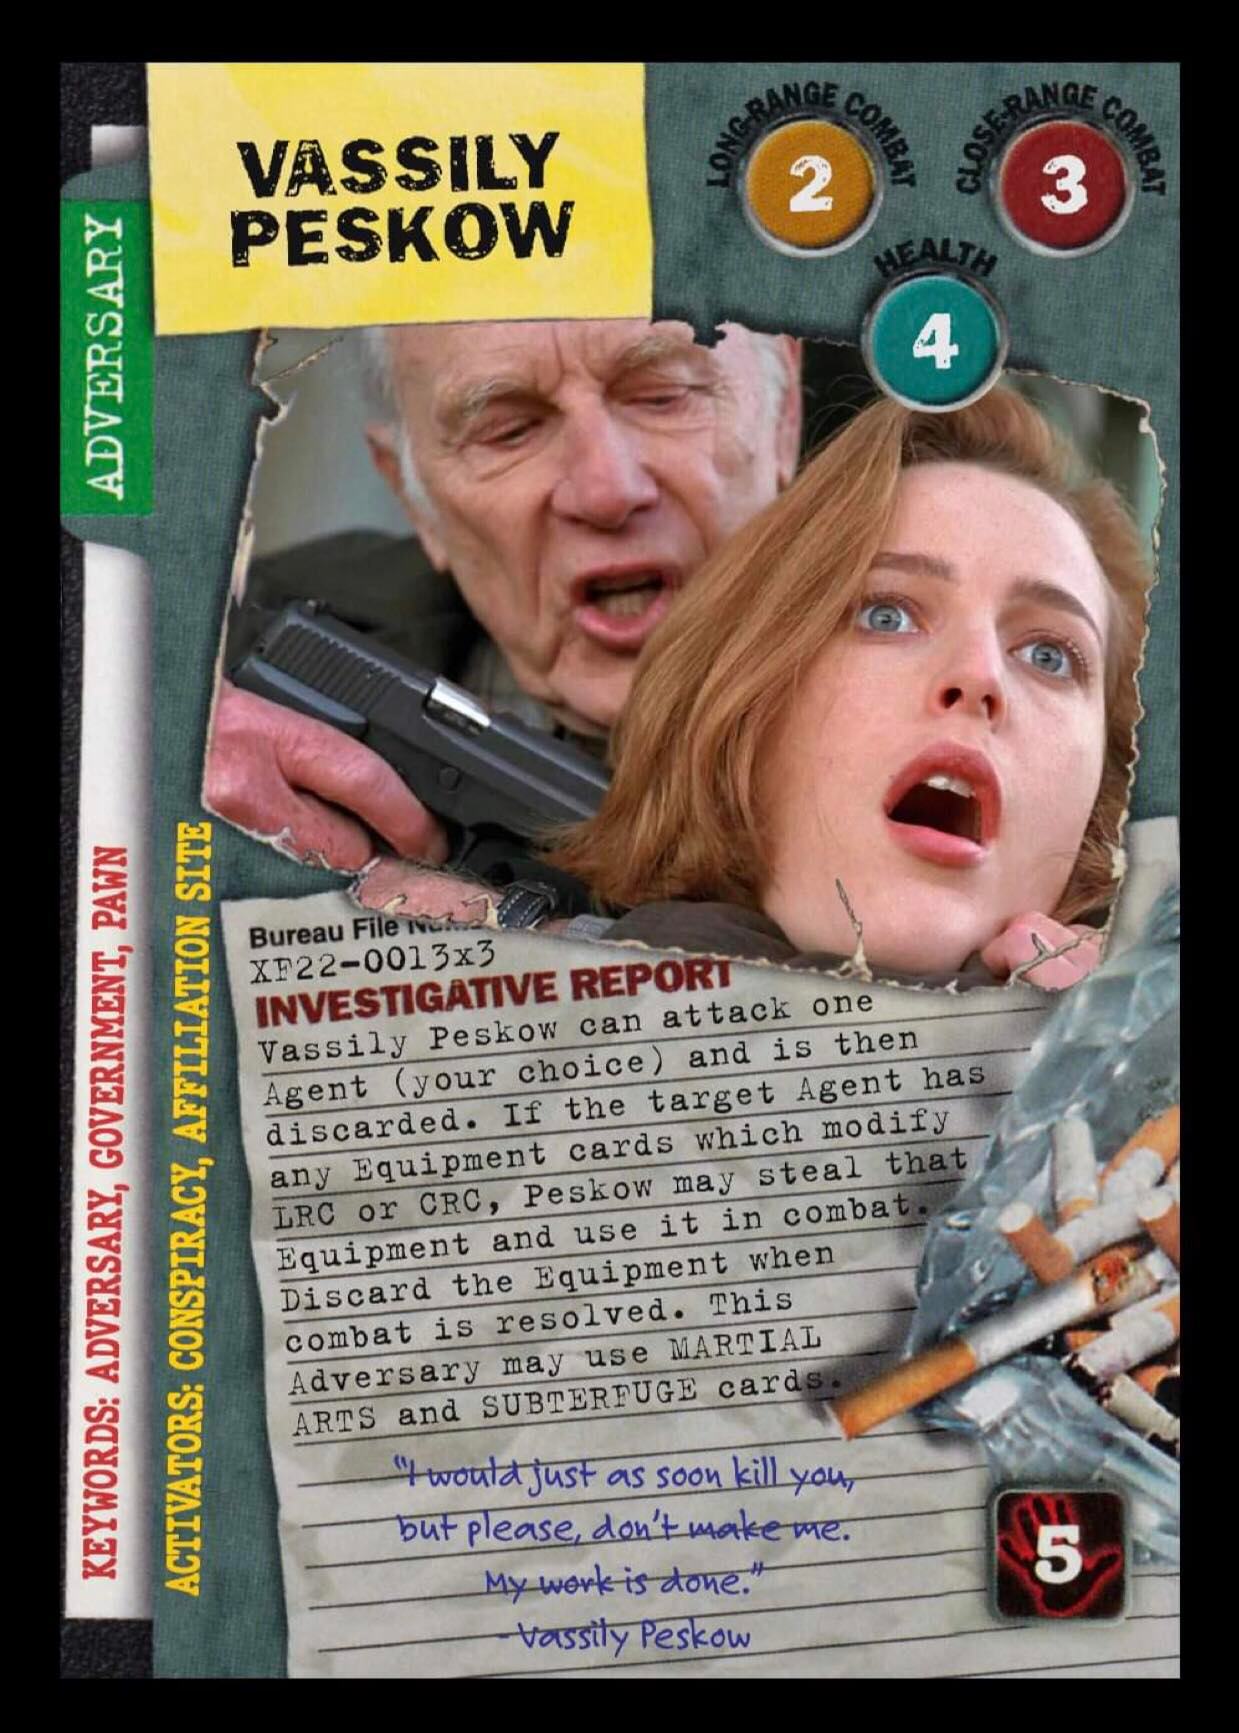 VASSILY
PESKOW
LONG-RANGE COMBAT
2
CLOSE-RANGE COMBAT
3
HEALTH
4
ADVERSARY
KEYWORDS: ADVERSARY, GOVERNMENT, PAWN
ACTIVATORS: CONSPIRACY, AFFILIATION SITE
Bureau File
XF22-0013x3
INVESTIGATIVE REPORT
Vassily Peskow can attack one
Agent (your choice) and is then
discarded. If the target Agent has
any Equipment cards which modify
LRC or CRC, Peskow may steal that
Equipment and use it in combat.
Discard the Equipment when
combat is resolved. This
Adversary may use MARTIAL
ARTS and SUBTERFUGE cards.
"I would just as soon kill you,
but please, don't make me.
My work is done."
- Vassily Peskow
5